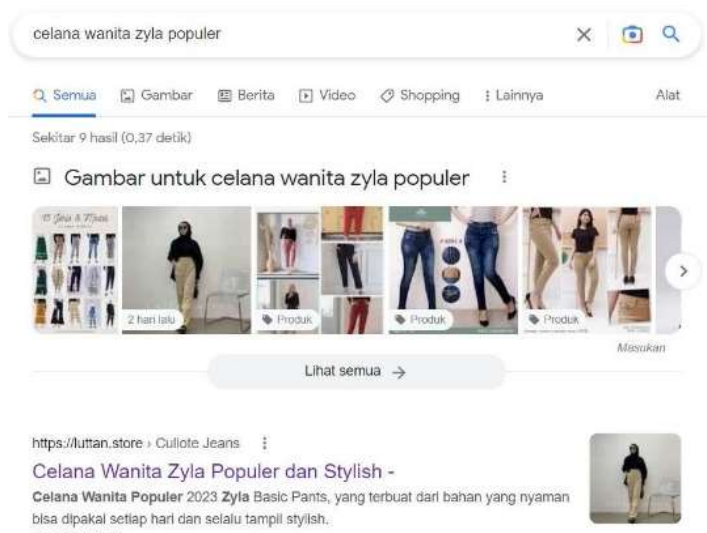 celana wanita zyla populer
Semua
Gambar
Berita
Video
Shopping
Lainnya
Alat
Sekitar 9 hasil (0,37 detik)
Gambar untuk celana wanita zyla populer
2 hari lalu
Produk
Produk
Produk
Masukan
Lihat semua
https://luttan.store › Cullote Jeans
Celana Wanita Zyla Populer dan Stylish -
Celana Wanita Populer 2023 Zyla Basic Pants, yang terbuat dari bahan yang nyaman
bisa dipakai setiap hari dan selalu tampil stylish.